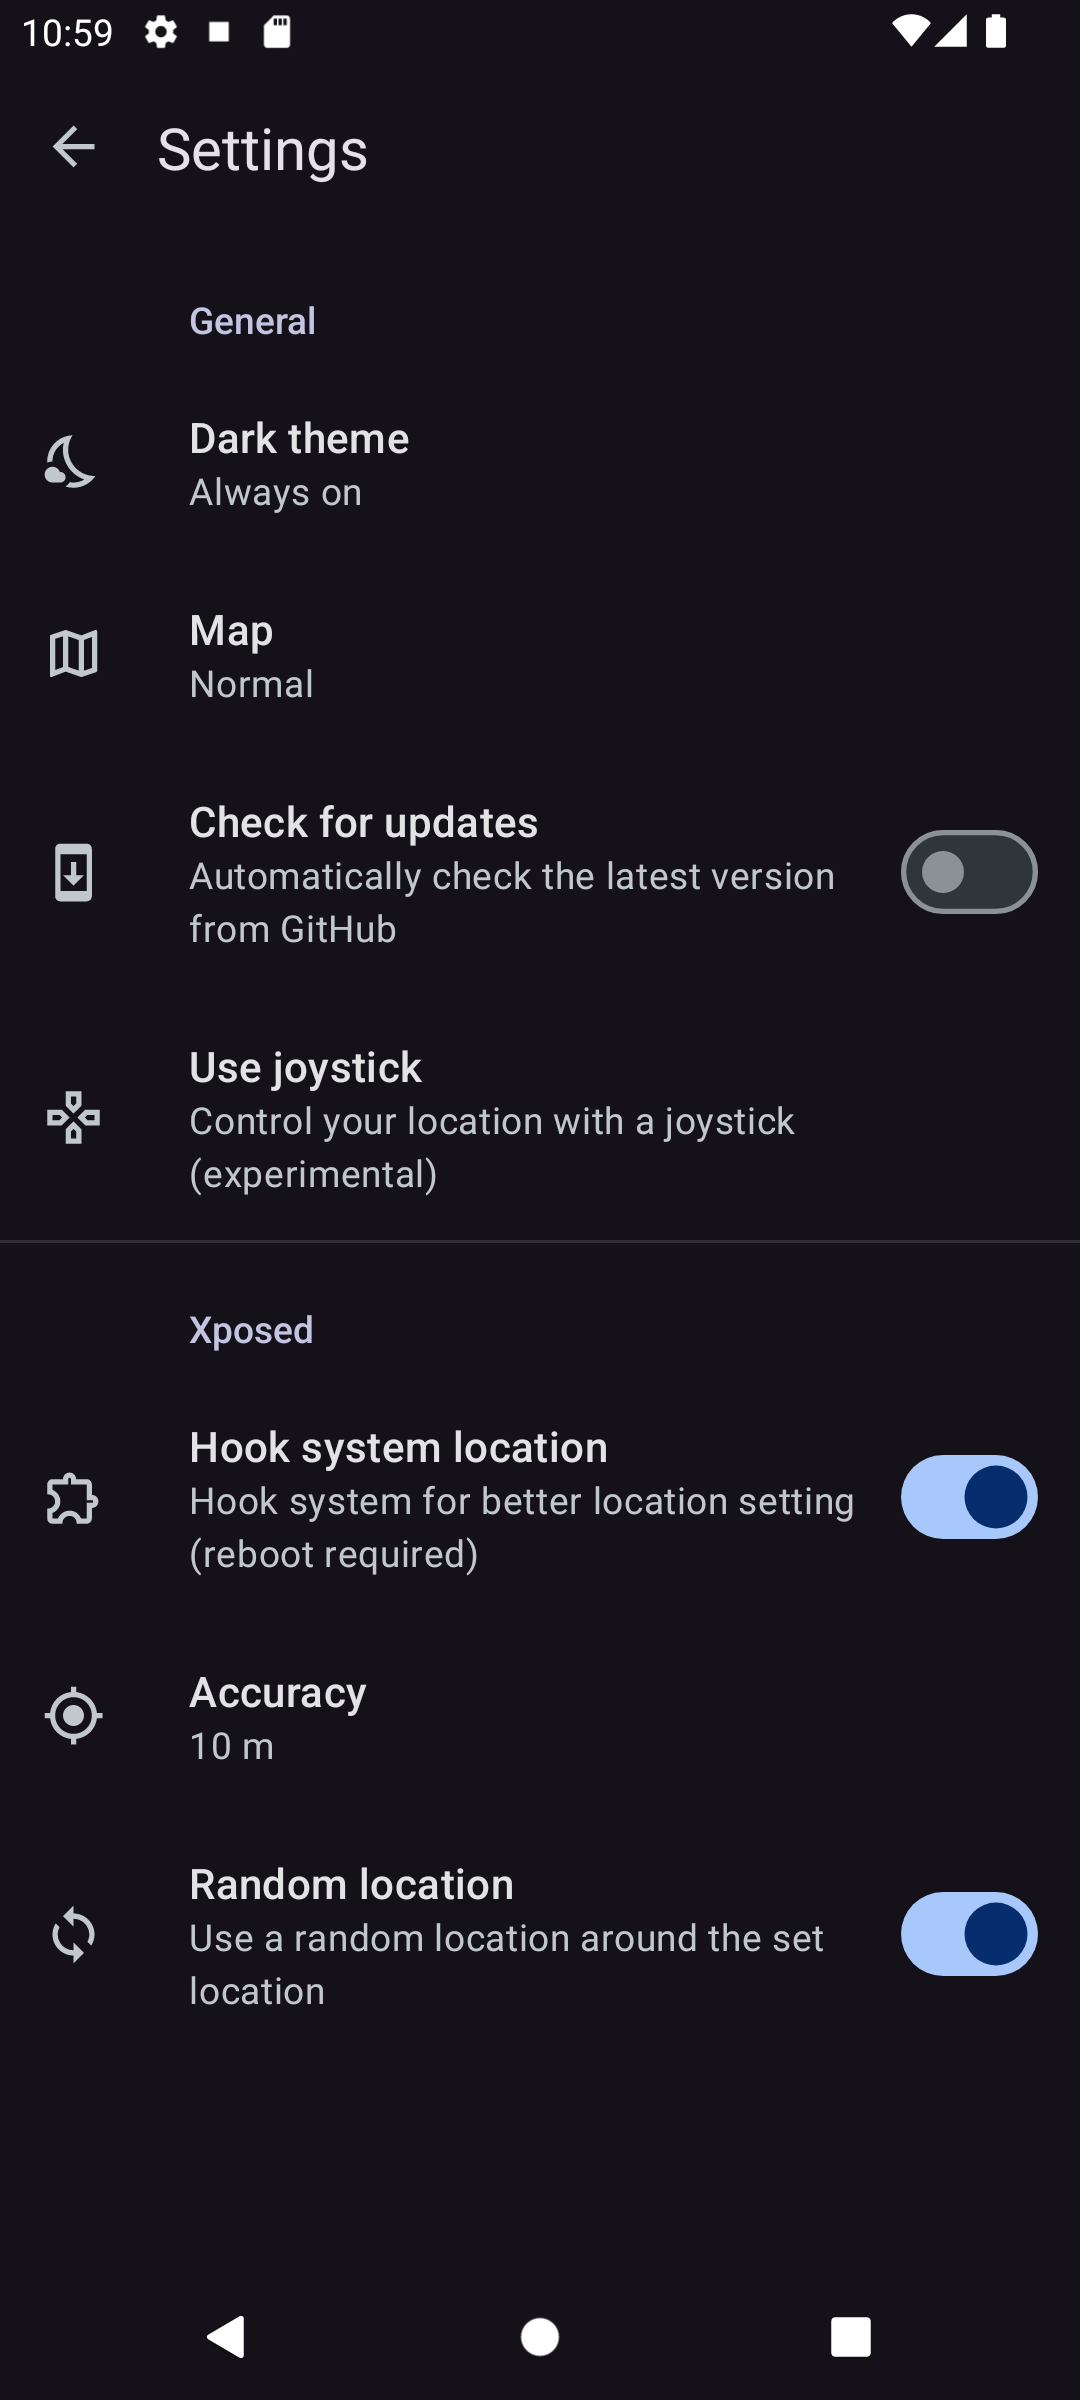 10:59
Settings
General
Dark theme
Always on
Map
Normal
Check for updates
Automatically check the latest version
from GitHub
Use joystick
Control your location with a joystick
(experimental)
Xposed
Hook system location
Hook system for better location setting
(reboot required)
Accuracy
10 m
Random location
Use a random location around the set
location